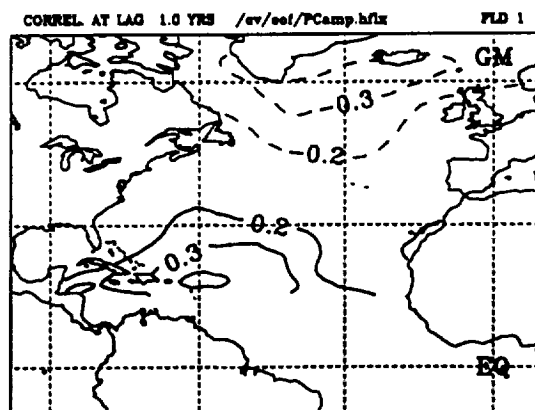 CORREL. AT LAG 1.0 YRS /ev/eof/PCamp.hflx FLD 1
GM
0.3
0.2
0.2
0.3
EQ